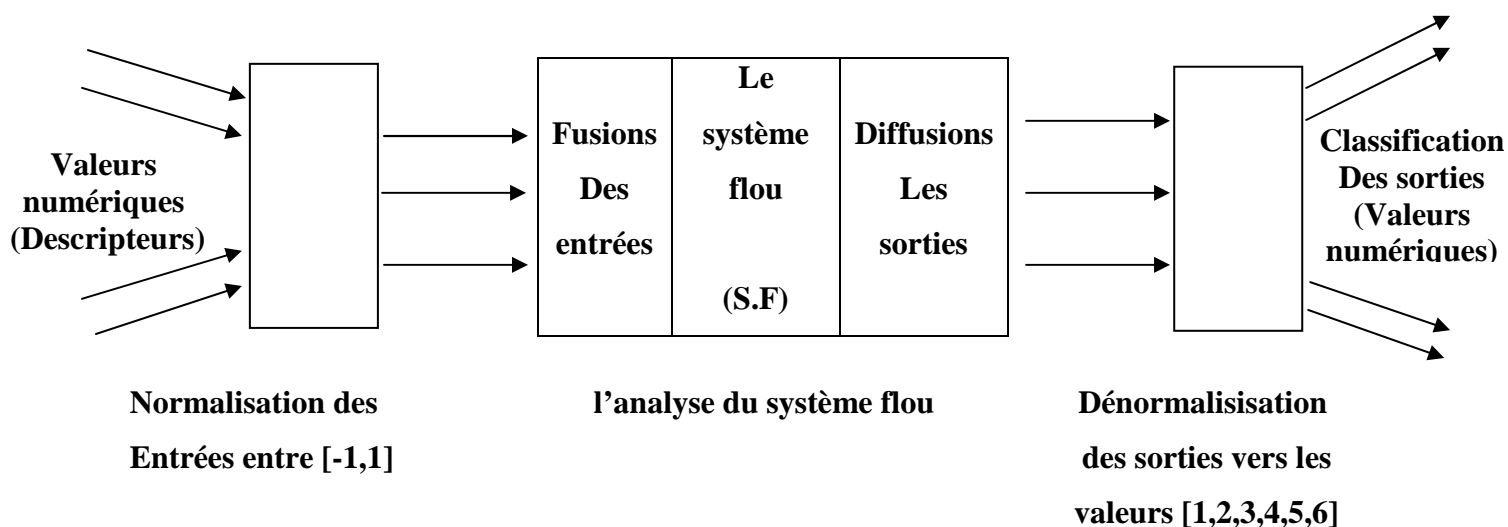 Valeurs
numériques
(Descripteurs)
Fusions
Des
entrées
Le
système
flou
(S.F)
Diffusions
Les
sorties
Classification
Des sorties
(Valeurs
numériques)
Normalisation des
Entrées entre [-1,1]
l’analyse du système flou
Dénormalisisation
des sorties vers les
valeurs [1,2,3,4,5,6]